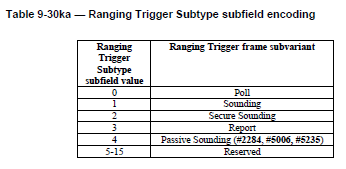 Table 9-30ka — Ranging Trigger Subtype subfield encoding
Ranging Trigger Subtype subfield value	Ranging Trigger frame subvariant
0	Poll
1	Sounding
2	Secure Sounding
3	Report
4	Passive Sounding (#2284, #5006, #5235)
5-15	Reserved